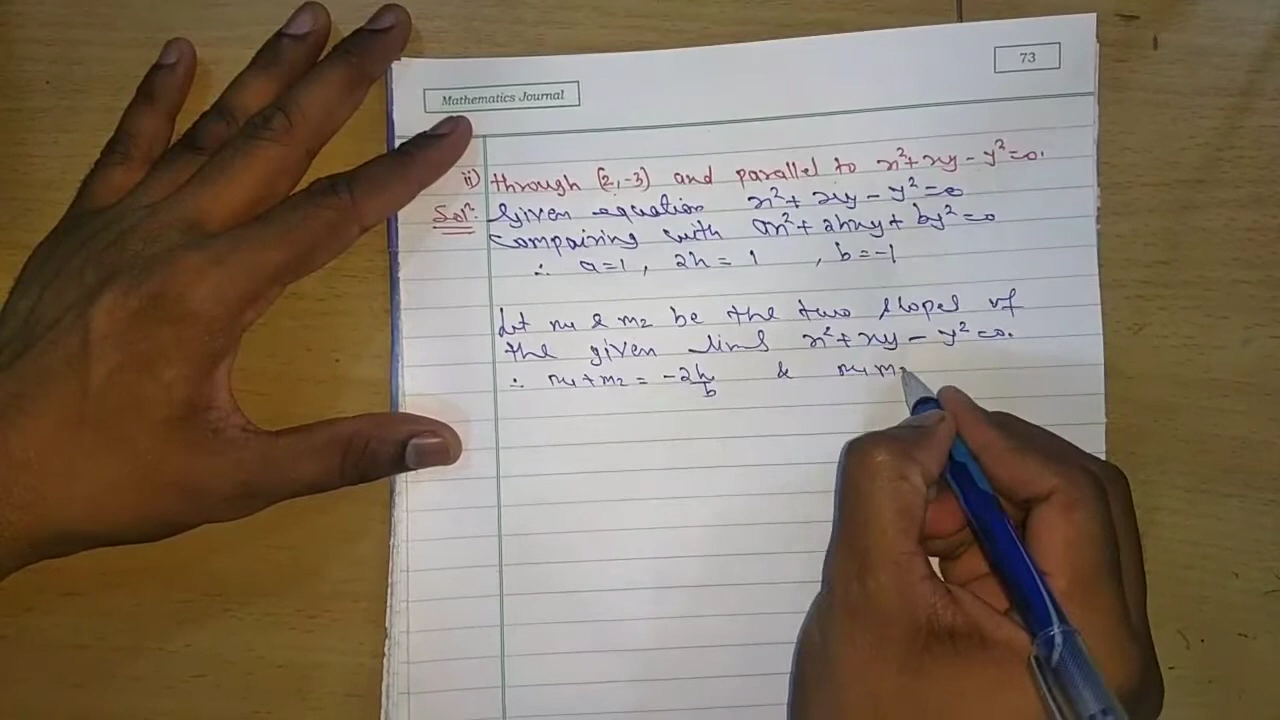 73
Mathematics Journal
ii) through (2,-3) and parallel to x²+xy-y²=0.
Solⁿ: Given equation x²+xy-y²=0
Compairing with ax²+2hxy+by²=0
∴ a=1, 2h=1, b=-1
Let m₁ & m₂ be the two slopes of
the given lines x²+xy-y²=0.
∴ m₁+m₂ = -2h/b & m₁m₂